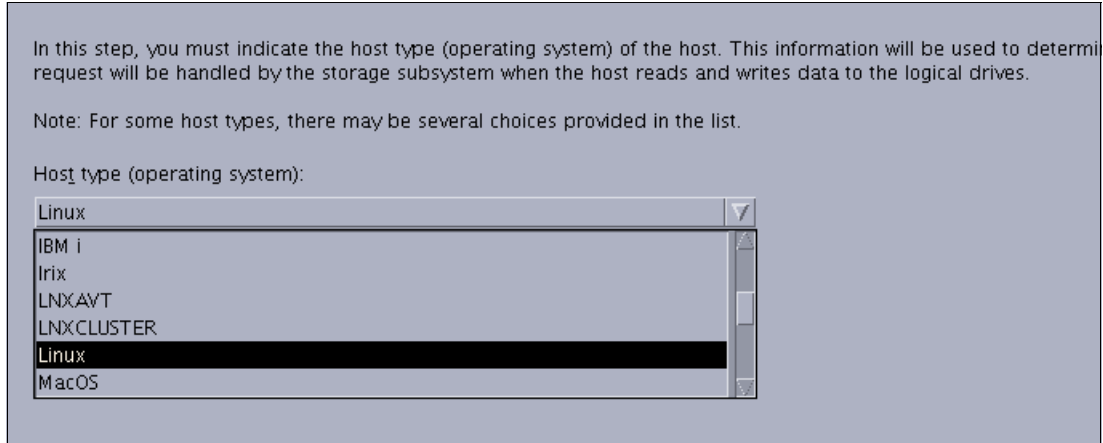 In this step, you must indicate the host type (operating system) of the host. This information will be used to
request will be handled by the storage subsystem when the host reads and writes data to the logical drives.
Note: For some host types, there may be several choices provided in the list.
Host type (operating system):
Linux
IBM i
Irix
LNXAVT
LNXCLUSTER
Linux
MacOS